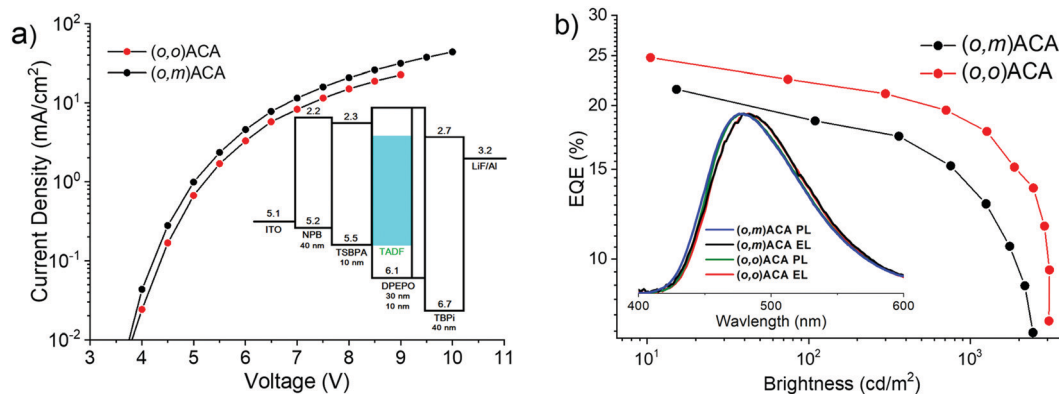 a)
Current Density (mA/cm²)
10²
10¹
10⁰
10⁻¹
10⁻²
(o,o)ACA
(o,m)ACA
2.2
2.3
2.7
3.2
LiF/Al
5.1
ITO
5.2
NPB
40 nm
5.5
TSBPA
10 nm
TADF
6.1
DPEPO
30 nm
10 nm
6.7
TBPi
40 nm
3 4 5 6 7 8 9 10 11
Voltage (V)
b)
EQE (%)
30
25
20
15
10
(o,m)ACA
(o,o)ACA
(o,m)ACA PL
(o,m)ACA EL
(o,o)ACA PL
(o,o)ACA EL
400 500 600
Wavelength (nm)
10¹ 10² 10³
Brightness (cd/m²)